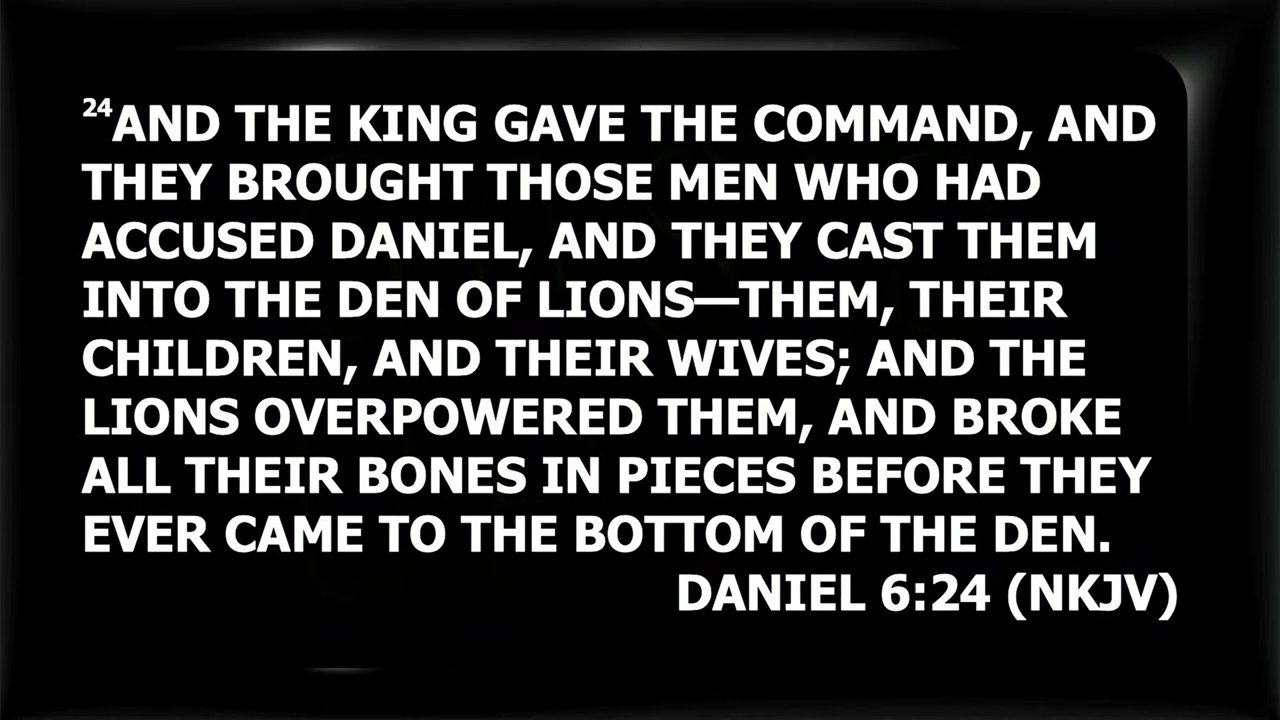 24AND THE KING GAVE THE COMMAND, AND
THEY BROUGHT THOSE MEN WHO HAD
ACCUSED DANIEL, AND THEY CAST THEM
INTO THE DEN OF LIONS—THEM, THEIR
CHILDREN, AND THEIR WIVES; AND THE
LIONS OVERPOWERED THEM, AND BROKE
ALL THEIR BONES IN PIECES BEFORE THEY
EVER CAME TO THE BOTTOM OF THE DEN.
DANIEL 6:24 (NKJV)